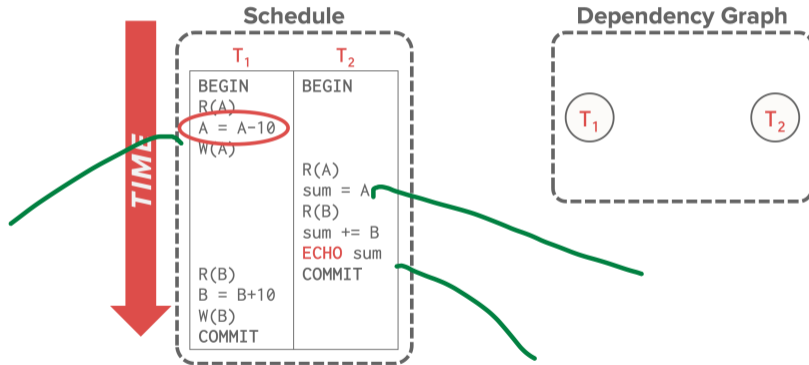 Schedule
Dependency Graph
TIME
T1 T2
BEGIN BEGIN
R(A)
A = A-10
W(A)
R(A)
sum = A
R(B)
sum += B
ECHO sum
R(B) COMMIT
B = B+10
W(B)
COMMIT
T1 T2